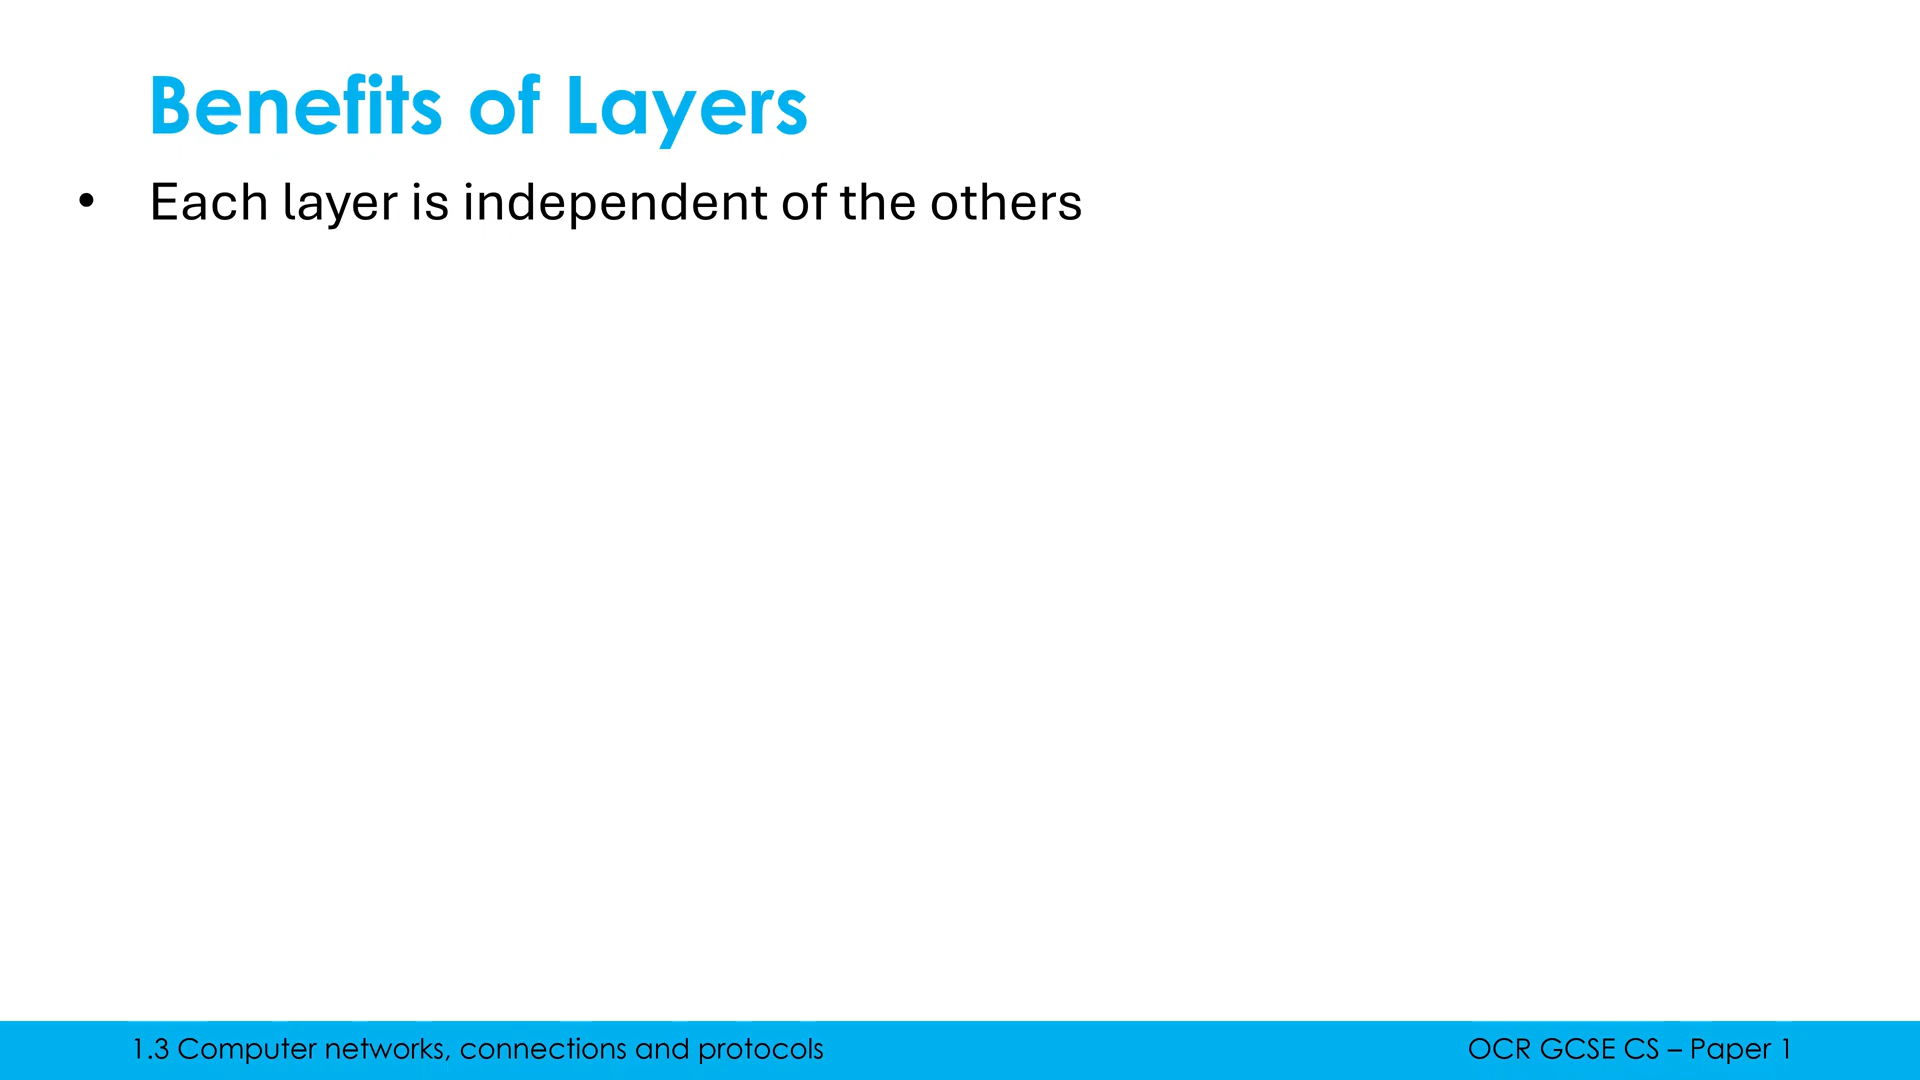 Benefits of Layers
• Each layer is independent of the others
1.3 Computer networks, connections and protocols
OCR GCSE CS – Paper 1